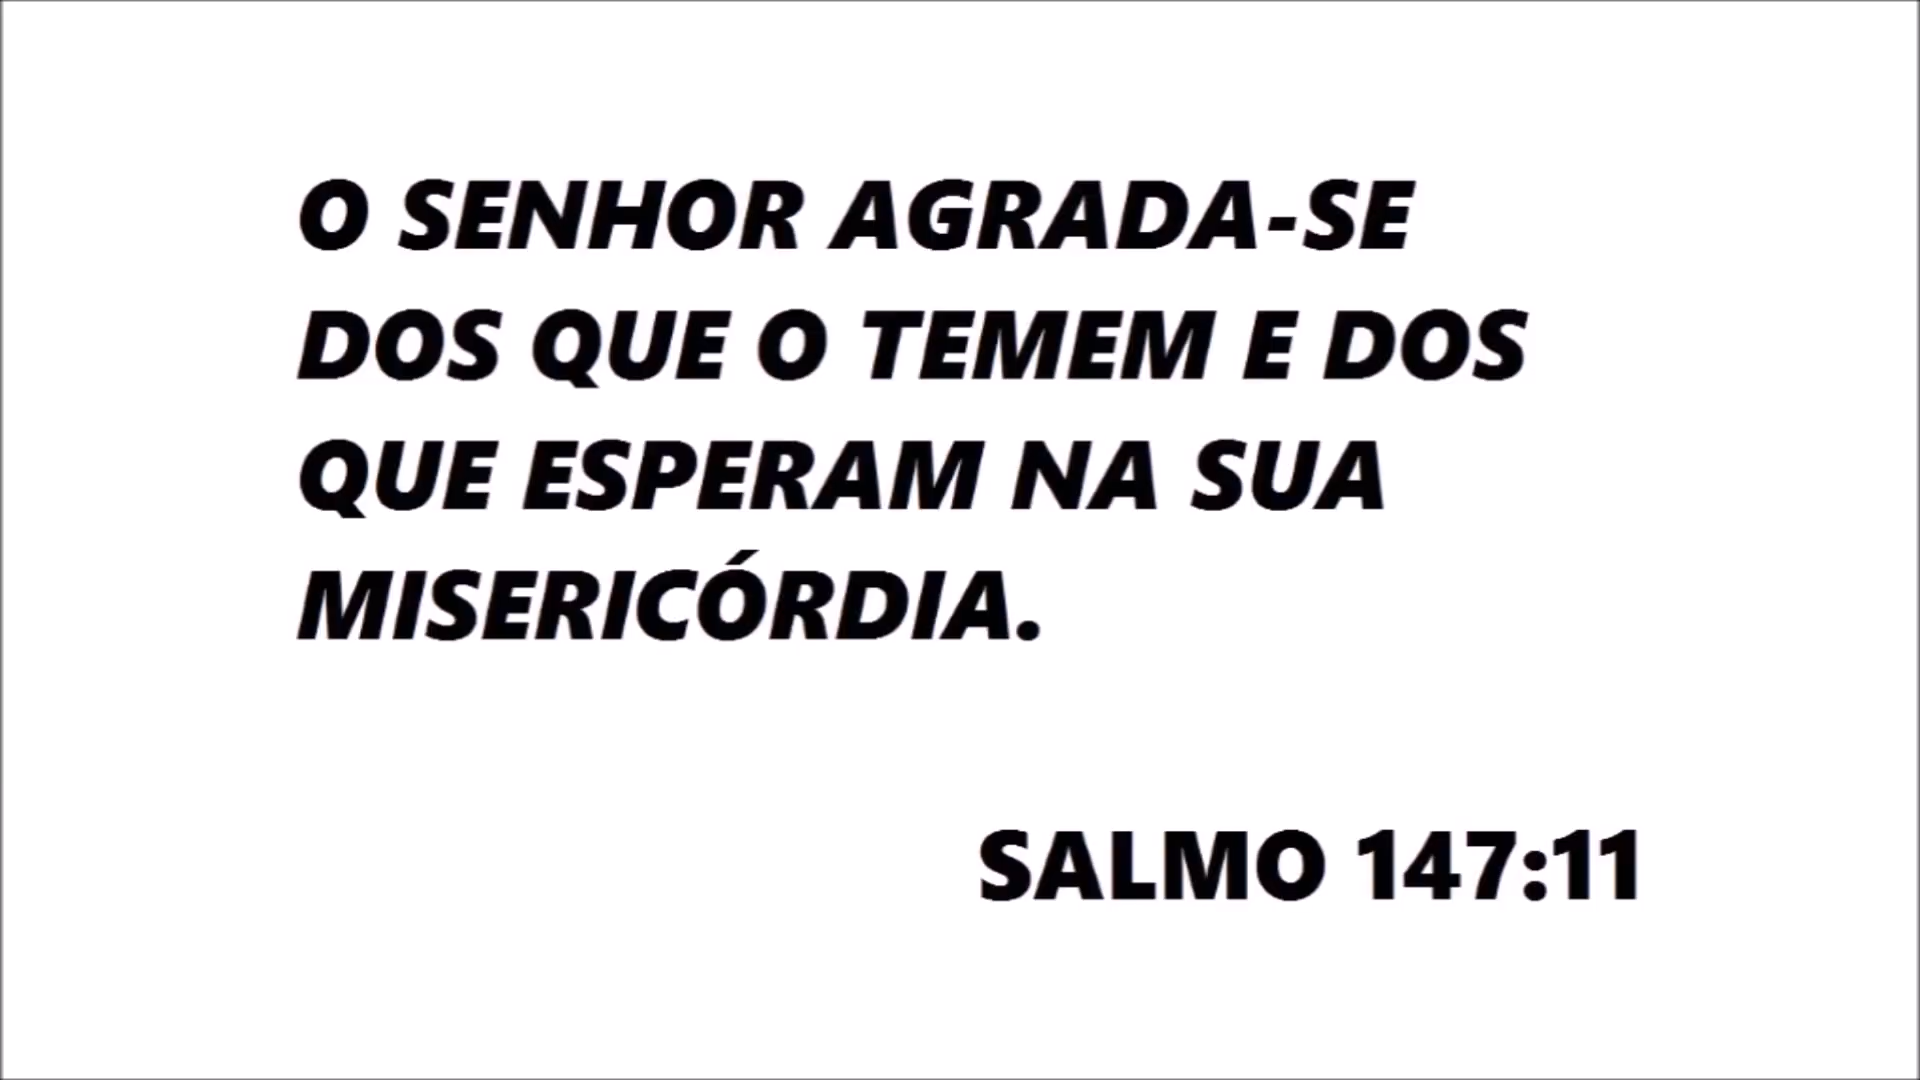 O SENHOR AGRADA-SE
DOS QUE O TEMEM E DOS
QUE ESPERAM NA SUA
MISERICÓRDIA.
SALMO 147:11